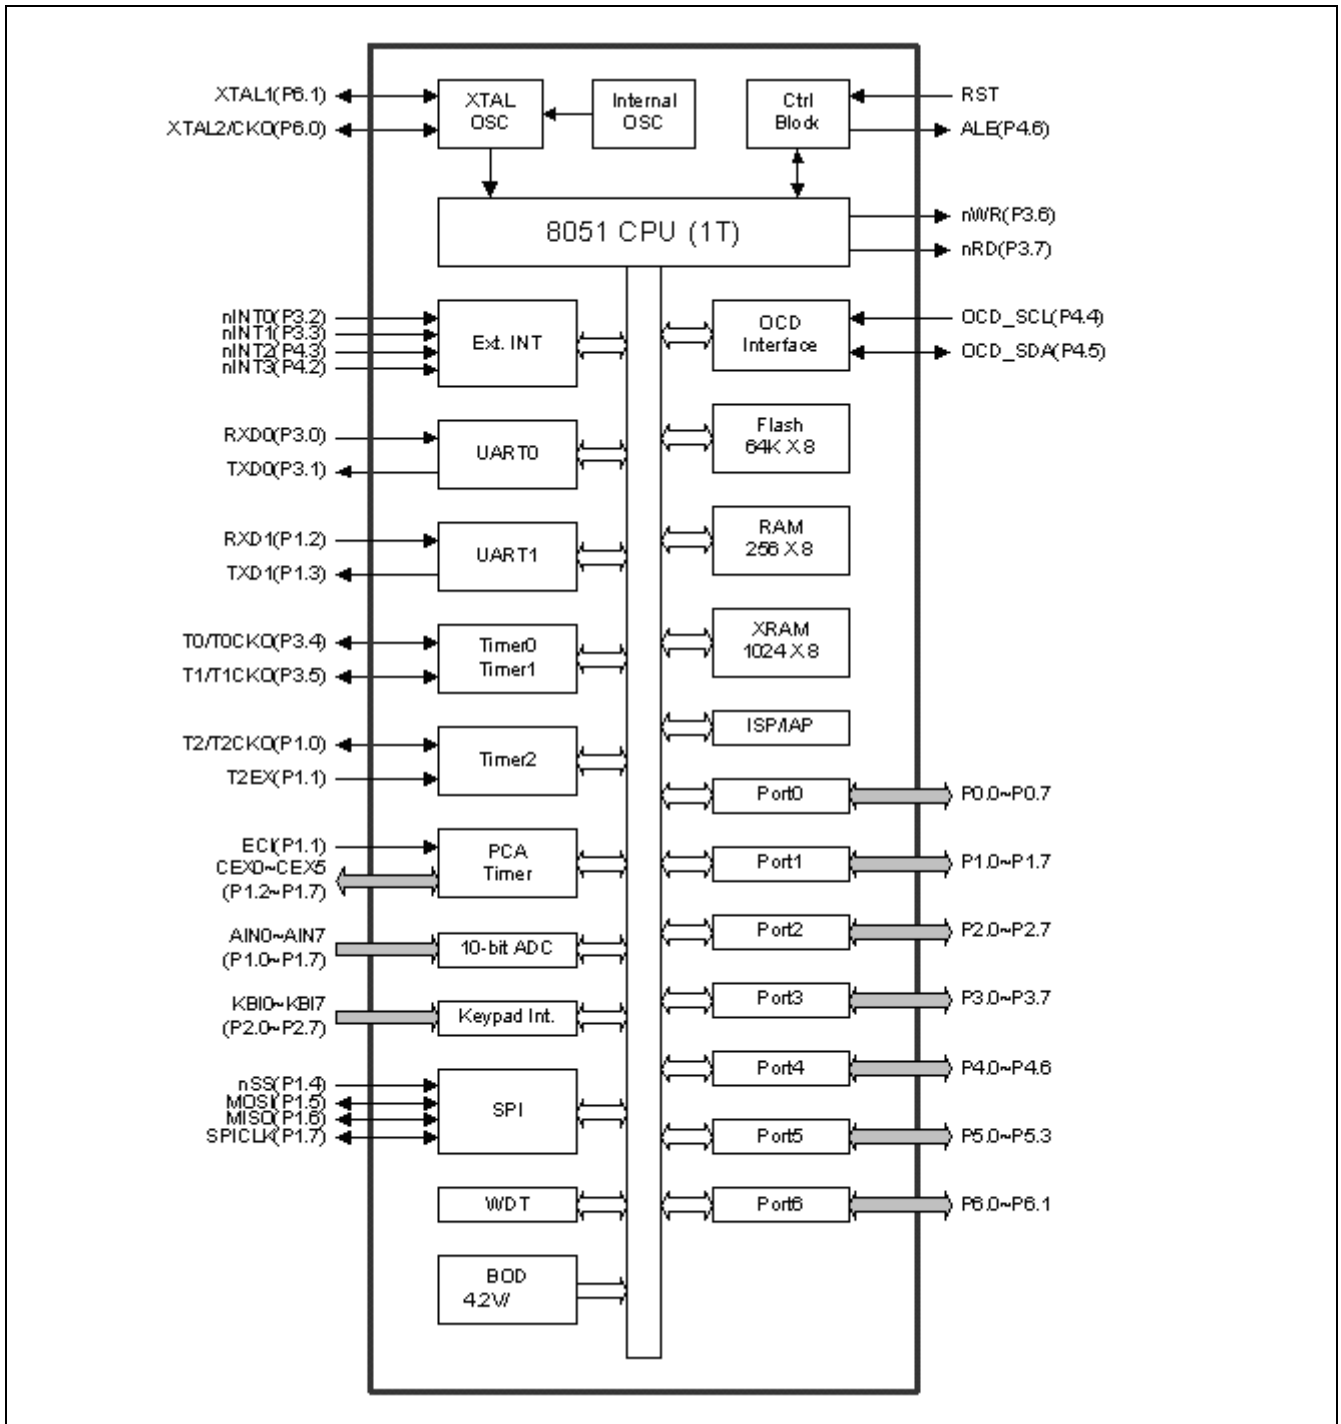 XTAL1(P6.1)
XTAL2/CKO(P6.0)
XTAL
OSC
Internal
OSC
Ctrl
Block
RST
ALE(P4.6)
8051 CPU (1T)
nWR(P3.6)
nRD(P3.7)
nINT0(P3.2)
nINT1(P3.3)
nINT2(P4.3)
nINT3(P4.2)
Ext. INT
OCD
Interface
OCD_SCL(P4.4)
OCD_SDA(P4.5)
RXD0(P3.0)
TXD0(P3.1)
UART0
Flash
64K X 8
RXD1(P1.2)
TXD1(P1.3)
UART1
RAM
256 X 8
T0/T0CKO(P3.4)
T1/T1CKO(P3.5)
Timer0
Timer1
XRAM
1024 X 8
T2/T2CKO(P1.0)
T2EX(P1.1)
Timer2
ISP/IAP
Port0
P0.0~P0.7
ECI(P1.1)
CEX0~CEX5
(P1.2~P1.7)
PCA
Timer
Port1
P1.0~P1.7
AIN0~AIN7
(P1.0~P1.7)
10-bit ADC
Port2
P2.0~P2.7
KBI0~KBI7
(P2.0~P2.7)
Keypad Int.
Port3
P3.0~P3.7
nSS(P1.4)
MOSI(P1.5)
MISO(P1.6)
SPICLK(P1.7)
SPI
Port4
P4.0~P4.6
Port5
P5.0~P5.3
WDT
Port6
P6.0~P6.1
BOD
4.2V/